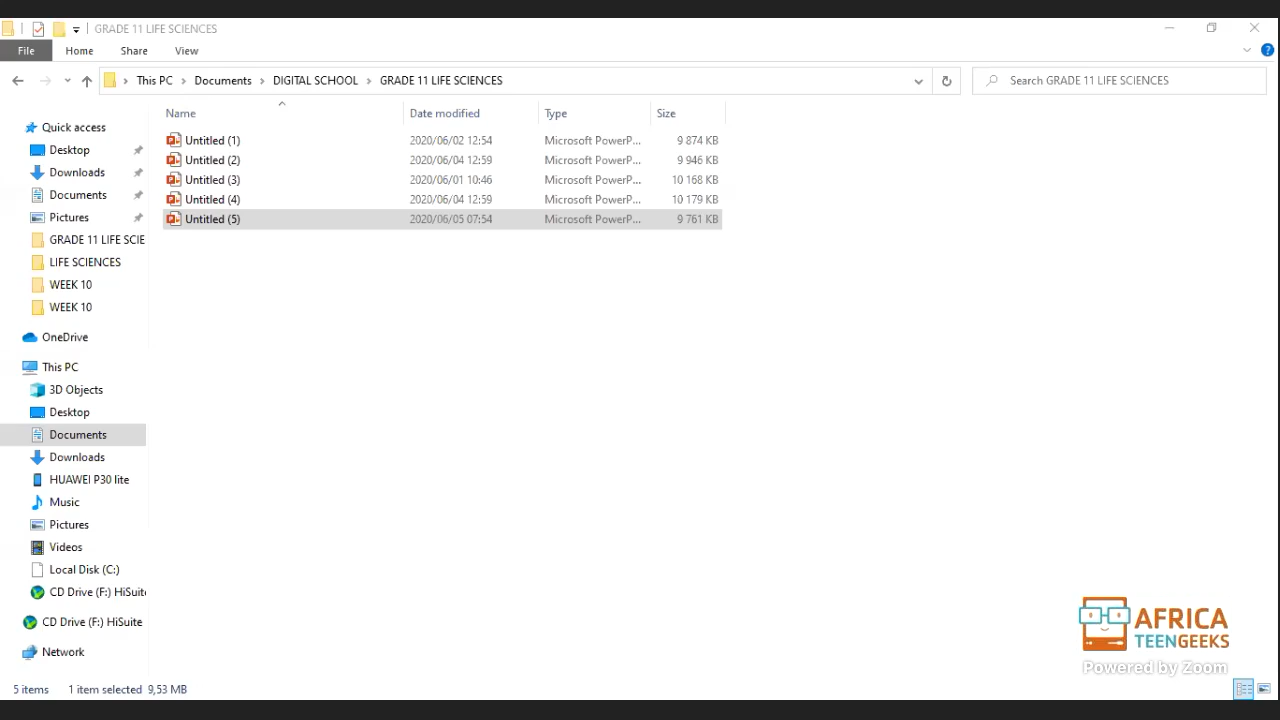 GRADE 11 LIFE SCIENCES
File Home Share View
This PC Documents DIGITAL SCHOOL GRADE 11 LIFE SCIENCES
Search GRADE 11 LIFE SCIENCES
Name Date modified Type Size
Untitled (1) 2020/06/02 12:54 Microsoft PowerP... 9 874 KB
Untitled (2) 2020/06/04 12:59 Microsoft PowerP... 9 946 KB
Untitled (3) 2020/06/01 10:46 Microsoft PowerP... 10 168 KB
Untitled (4) 2020/06/04 12:59 Microsoft PowerP... 10 179 KB
Untitled (5) 2020/06/05 07:54 Microsoft PowerP... 9 761 KB
Quick access
Desktop
Downloads
Documents
Pictures
GRADE 11 LIFE SCIE
LIFE SCIENCES
WEEK 10
WEEK 10
OneDrive
This PC
3D Objects
Desktop
Documents
Downloads
HUAWEI P30 lite
Music
Pictures
Videos
Local Disk (C:)
CD Drive (F:) HiSuite
CD Drive (F:) HiSuite
Network
5 items 1 item selected 9,53 MB
AFRICA
TEENGEEKS
Powered by Zoom